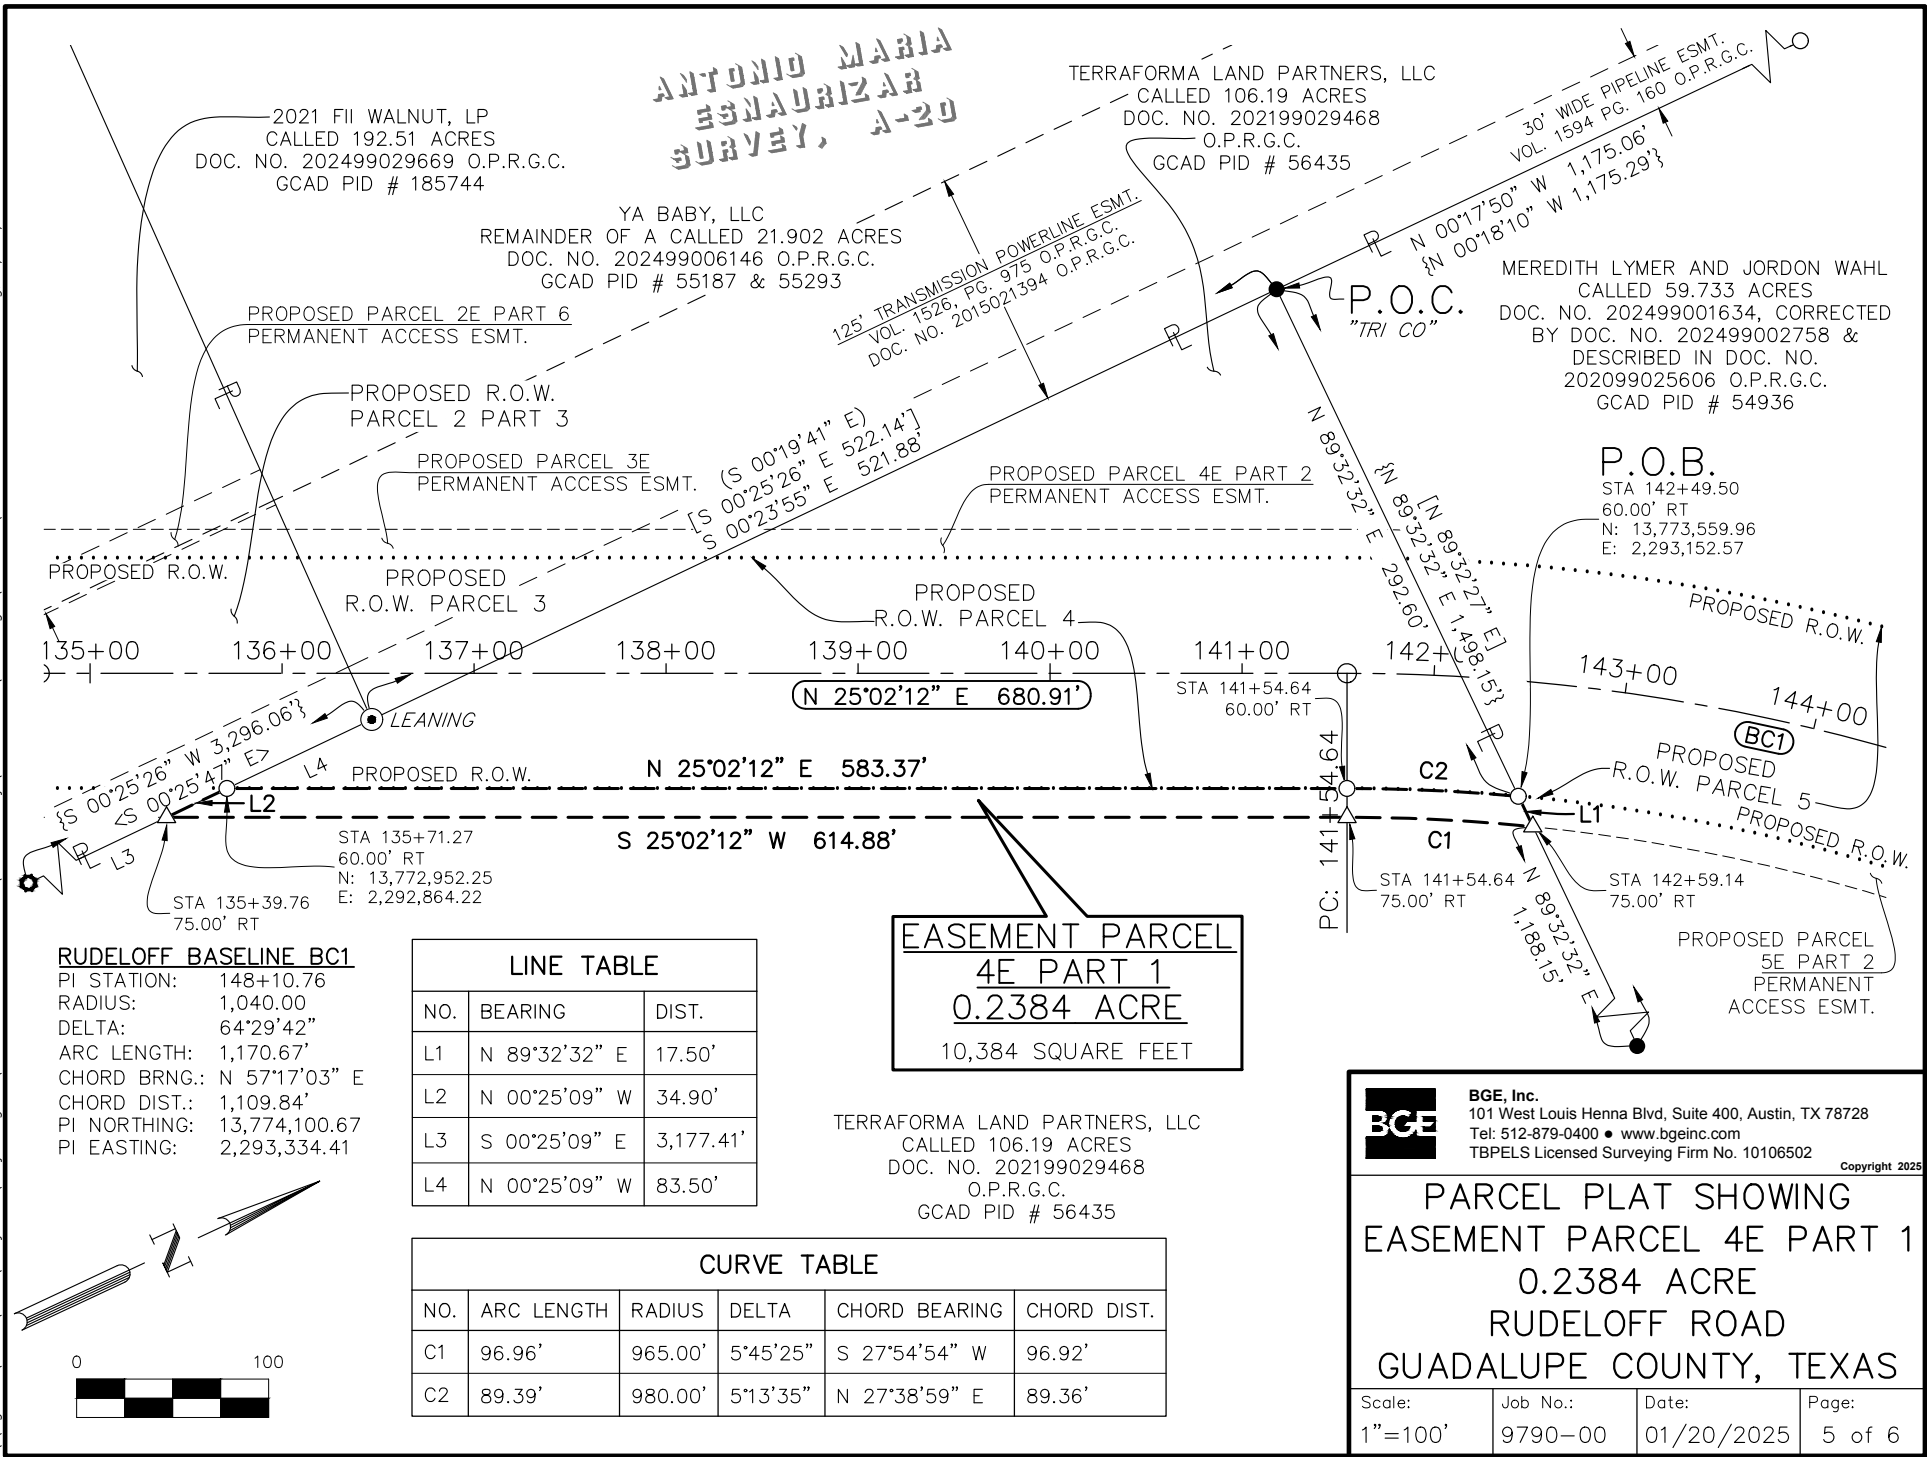 ANTONIO MARIA
ESNAURIZAR
SURVEY, A-20
2021 FII WALNUT, LP
CALLED 192.51 ACRES
DOC. NO. 202499029669 O.P.R.G.C.
GCAD PID # 185744
YA BABY, LLC
REMAINDER OF A CALLED 21.902 ACRES
DOC. NO. 202499006146 O.P.R.G.C.
GCAD PID # 55187 & 55293
TERRAFORMA LAND PARTNERS, LLC
CALLED 106.19 ACRES
DOC. NO. 202199029468
O.P.R.G.C.
GCAD PID # 56435
30' WIDE PIPELINE ESMT.
VOL. 1594 PG. 160 O.P.R.G.C.
N 00°17'50" W 1,175.06'
{N 00°18'10" W 1,175.29'}
125' TRANSMISSION POWERLINE ESMT.
VOL. 1526, PG. 975 O.P.R.G.C.
DOC. NO. 2015021394 O.P.R.G.C.
P.O.C.
"TRI CO"
MEREDITH LYMER AND JORDON WAHL
CALLED 59.733 ACRES
DOC. NO. 202499001634, CORRECTED
BY DOC. NO. 202499002758 &
DESCRIBED IN DOC. NO.
202099025606 O.P.R.G.C.
GCAD PID # 54936
PROPOSED PARCEL 2E PART 6
PERMANENT ACCESS ESMT.
PROPOSED R.O.W.
PARCEL 2 PART 3
PROPOSED PARCEL 3E
PERMANENT ACCESS ESMT.
(S 00°19'41" E)
[S 00°25'26" E 522.14']
S 00°23'55" E 521.88'
PROPOSED PARCEL 4E PART 2
PERMANENT ACCESS ESMT.
N 89°32'32" E 292.60'
{N 89°32'32" E 1,498.15'}
[N 89°32'27" E]
P.O.B.
STA 142+49.50
60.00' RT
N: 13,773,559.96
E: 2,293,152.57
PROPOSED R.O.W.
PROPOSED
R.O.W. PARCEL 3
PROPOSED
R.O.W. PARCEL 4
PROPOSED R.O.W.
135+00
136+00
137+00
138+00
139+00
140+00
141+00
142+
143+00
144+00
N 25°02'12" E 680.91'
STA 141+54.64
60.00' RT
BC1
LEANING
{S 00°25'26" W 3,296.06'}
<S 00°25'47" E>
L4
PROPOSED R.O.W.
N 25°02'12" E 583.37'
C2
PROPOSED
R.O.W. PARCEL 5
L2
L1
PROPOSED R.O.W.
S 25°02'12" W 614.88'
C1
L3
PC: 141+54.64
STA 135+71.27
60.00' RT
N: 13,772,952.25
E: 2,292,864.22
STA 135+39.76
75.00' RT
STA 141+54.64
75.00' RT
STA 142+59.14
75.00' RT
N 89°32'32" E
1,188.15'
PROPOSED PARCEL
5E PART 2
PERMANENT
ACCESS ESMT.
EASEMENT PARCEL
4E PART 1
0.2384 ACRE
10,384 SQUARE FEET
RUDELOFF BASELINE BC1
PI STATION: 148+10.76
RADIUS: 1,040.00
DELTA: 64°29'42"
ARC LENGTH: 1,170.67'
CHORD BRNG.: N 57°17'03" E
CHORD DIST.: 1,109.84'
PI NORTHING: 13,774,100.67
PI EASTING: 2,293,334.41
LINE TABLE
NO. BEARING DIST.
L1 N 89°32'32" E 17.50'
L2 N 00°25'09" W 34.90'
L3 S 00°25'09" E 3,177.41'
L4 N 00°25'09" W 83.50'
TERRAFORMA LAND PARTNERS, LLC
CALLED 106.19 ACRES
DOC. NO. 202199029468
O.P.R.G.C.
GCAD PID # 56435
N
0 100
CURVE TABLE
NO. ARC LENGTH RADIUS DELTA CHORD BEARING CHORD DIST.
C1 96.96' 965.00' 5°45'25" S 27°54'54" W 96.92'
C2 89.39' 980.00' 5°13'35" N 27°38'59" E 89.36'
BGE
BGE, Inc.
101 West Louis Henna Blvd, Suite 400, Austin, TX 78728
Tel: 512-879-0400 ● www.bgeinc.com
TBPELS Licensed Surveying Firm No. 10106502
Copyright 2025
PARCEL PLAT SHOWING
EASEMENT PARCEL 4E PART 1
0.2384 ACRE
RUDELOFF ROAD
GUADALUPE COUNTY, TEXAS
Scale: Job No.: Date: Page:
1"=100' 9790-00 01/20/2025 5 of 6